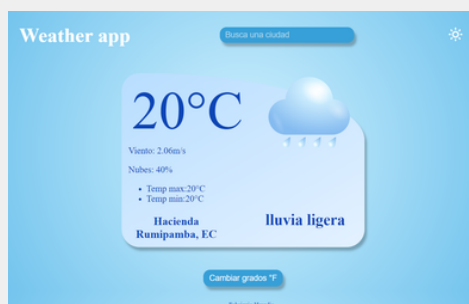 Weather app
Busca una ciudad
20°C
Viento: 2.06m/s
Nubes: 40%
Temp max:20°C
Temp min:20°C
Hacienda
Rumipamba, EC
lluvia ligera
Cambiar grados °F